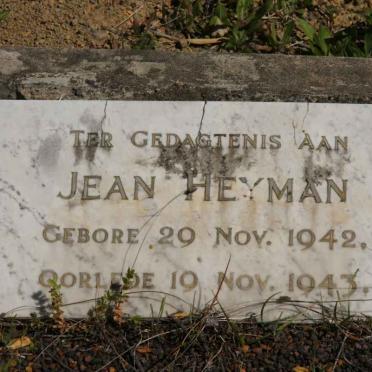 TER GEDAGTENIS AAN
JEAN HEYMAN
GEBORE 29 NOV. 1942,
OORLEDE 19 NOV. 1943,